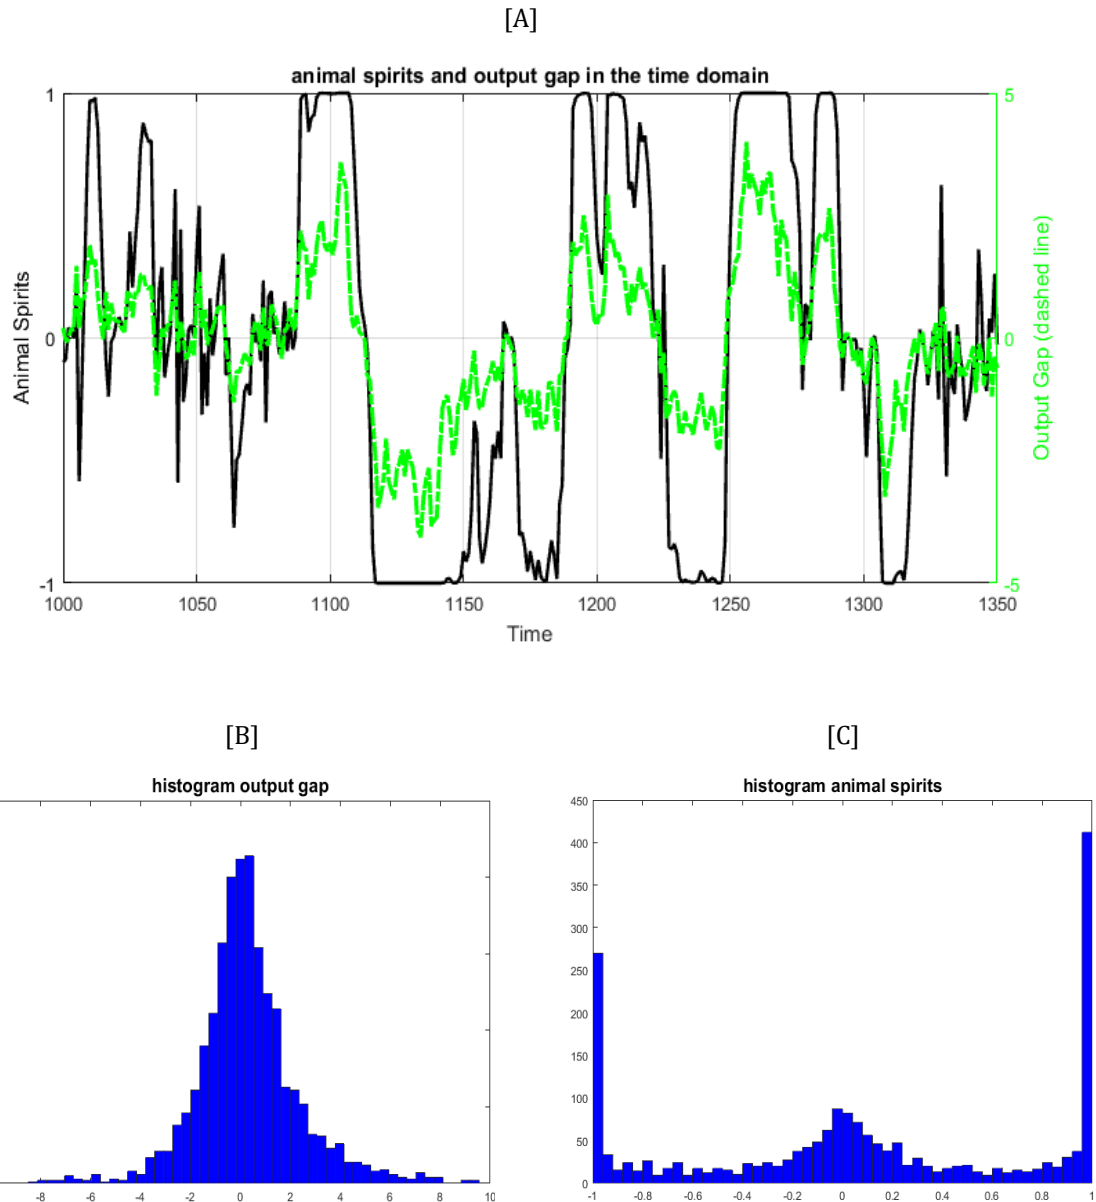 [A]
animal spirits and output gap in the time domain
1
0
-1
Animal Spirits
5
0
-5
Output Gap (dashed line)
1000 1050 1100 1150 1200 1250 1300 1350
Time
[B]
histogram output gap
-8 -6 -4 -2 0 2 4 6 8 10
[C]
histogram animal spirits
450
400
350
300
250
200
150
100
50
0
-1 -0.8 -0.6 -0.4 -0.2 0 0.2 0.4 0.6 0.8 1